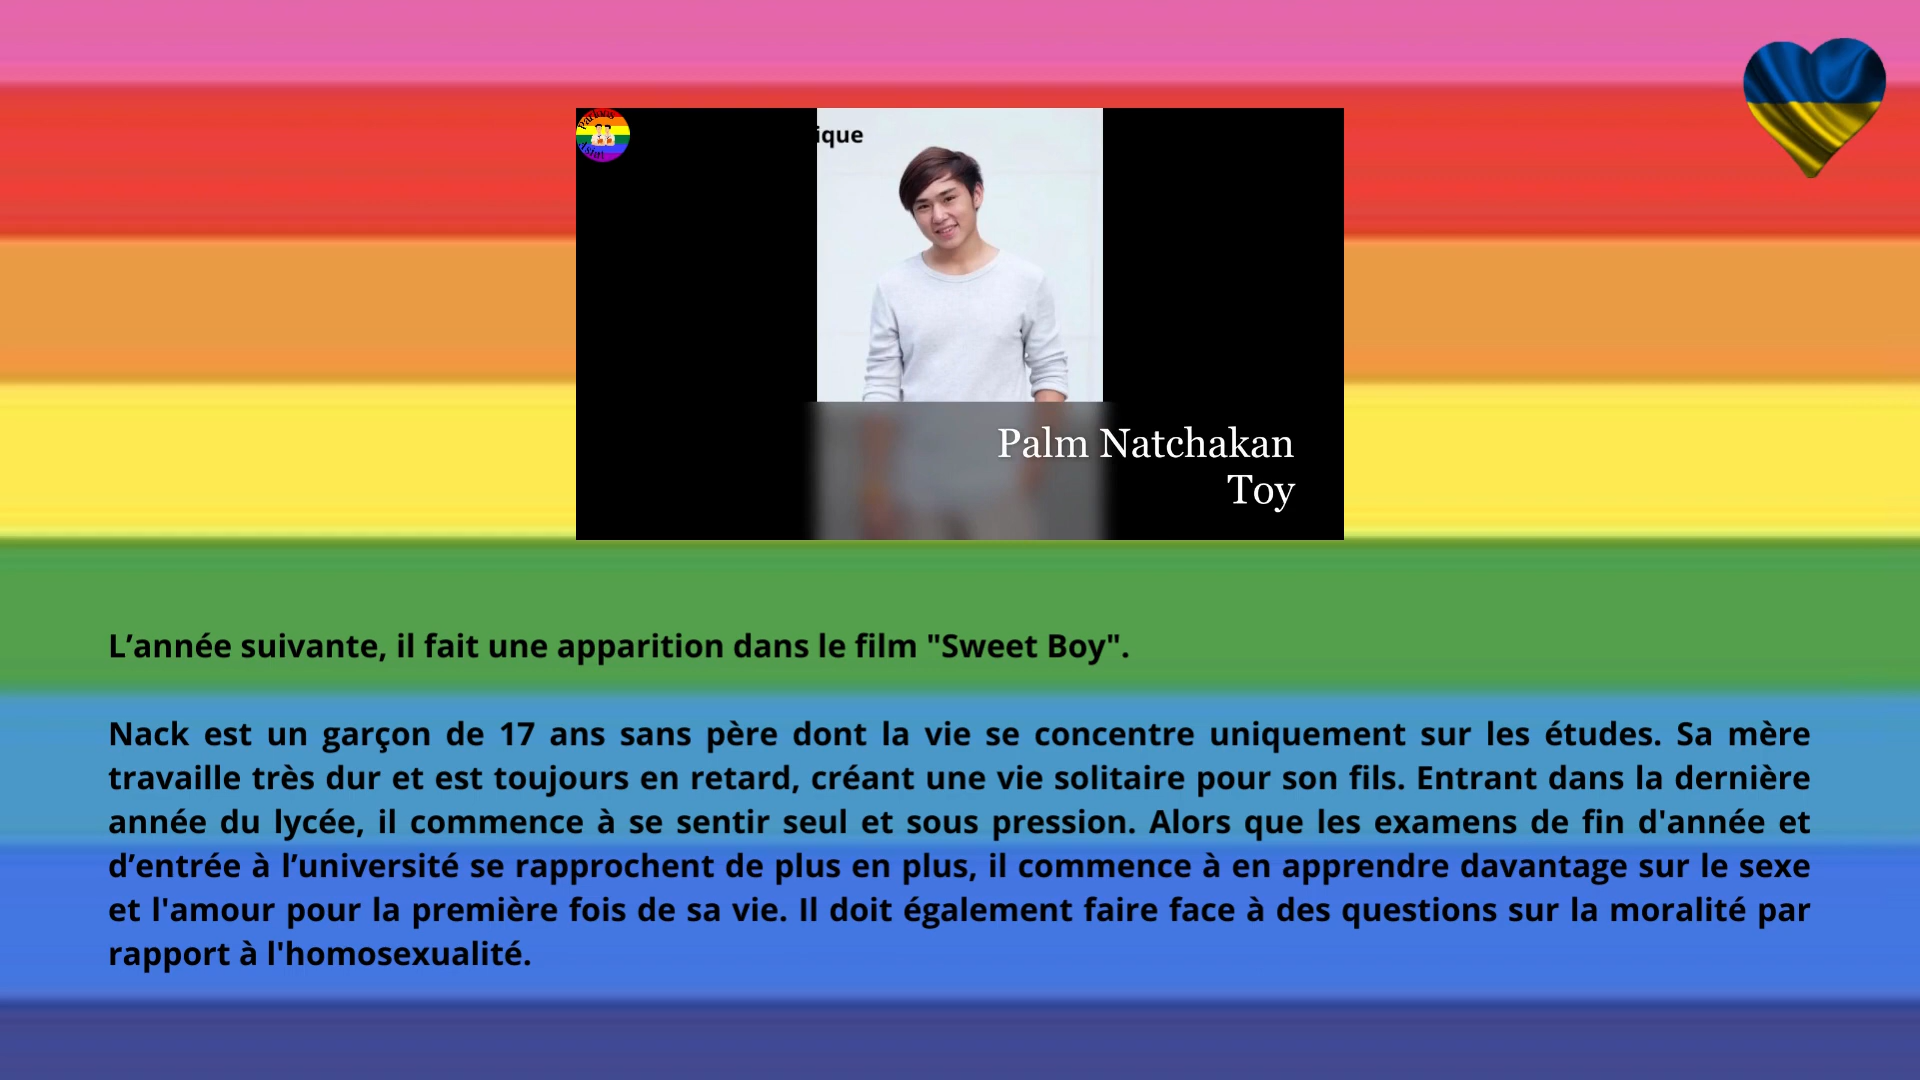 ique
Palm Natchakan
Toy
L’année suivante, il fait une apparition dans le film "Sweet Boy".
Nack est un garçon de 17 ans sans père dont la vie se concentre uniquement sur les études. Sa mère
travaille très dur et est toujours en retard, créant une vie solitaire pour son fils. Entrant dans la dernière
année du lycée, il commence à se sentir seul et sous pression. Alors que les examens de fin d'année et
d’entrée à l’université se rapprochent de plus en plus, il commence à en apprendre davantage sur le sexe
et l'amour pour la première fois de sa vie. Il doit également faire face à des questions sur la moralité par
rapport à l'homosexualité.